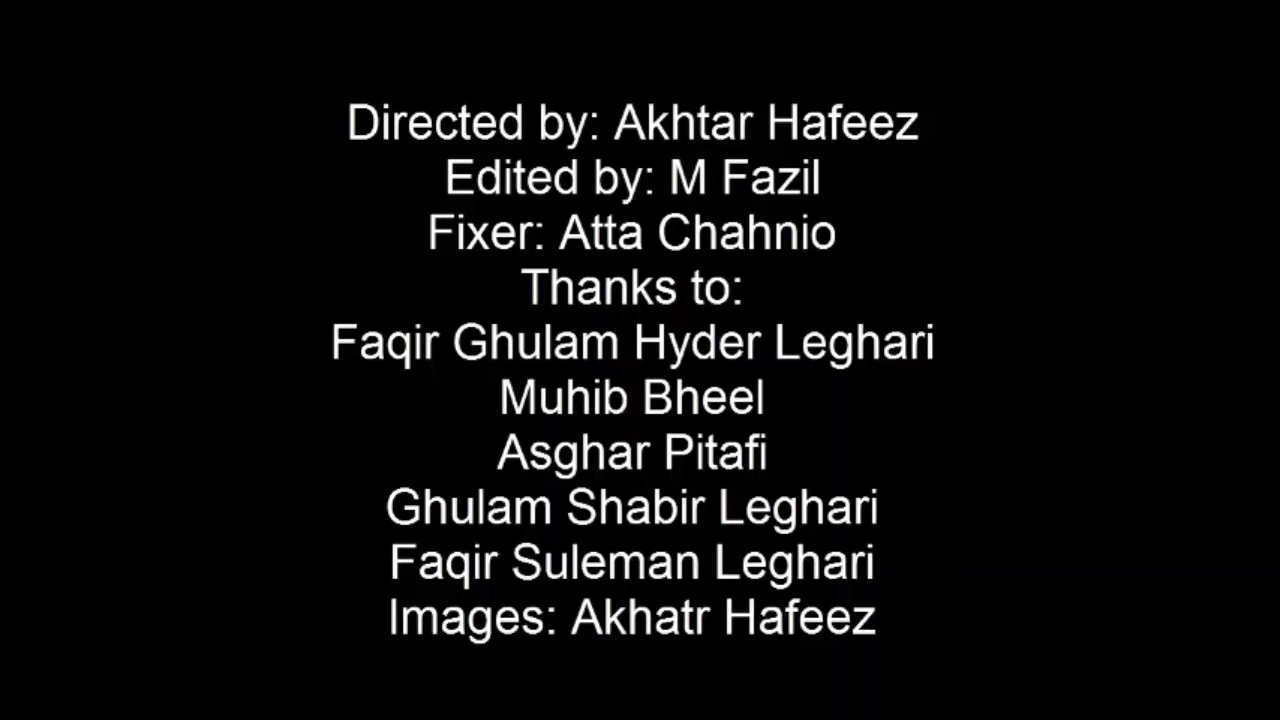 Directed by: Akhtar Hafeez
Edited by: M Fazil
Fixer: Atta Chahnio
Thanks to:
Faqir Ghulam Hyder Leghari
Muhib Bheel
Asghar Pitafi
Ghulam Shabir Leghari
Faqir Suleman Leghari
Images: Akhatr Hafeez